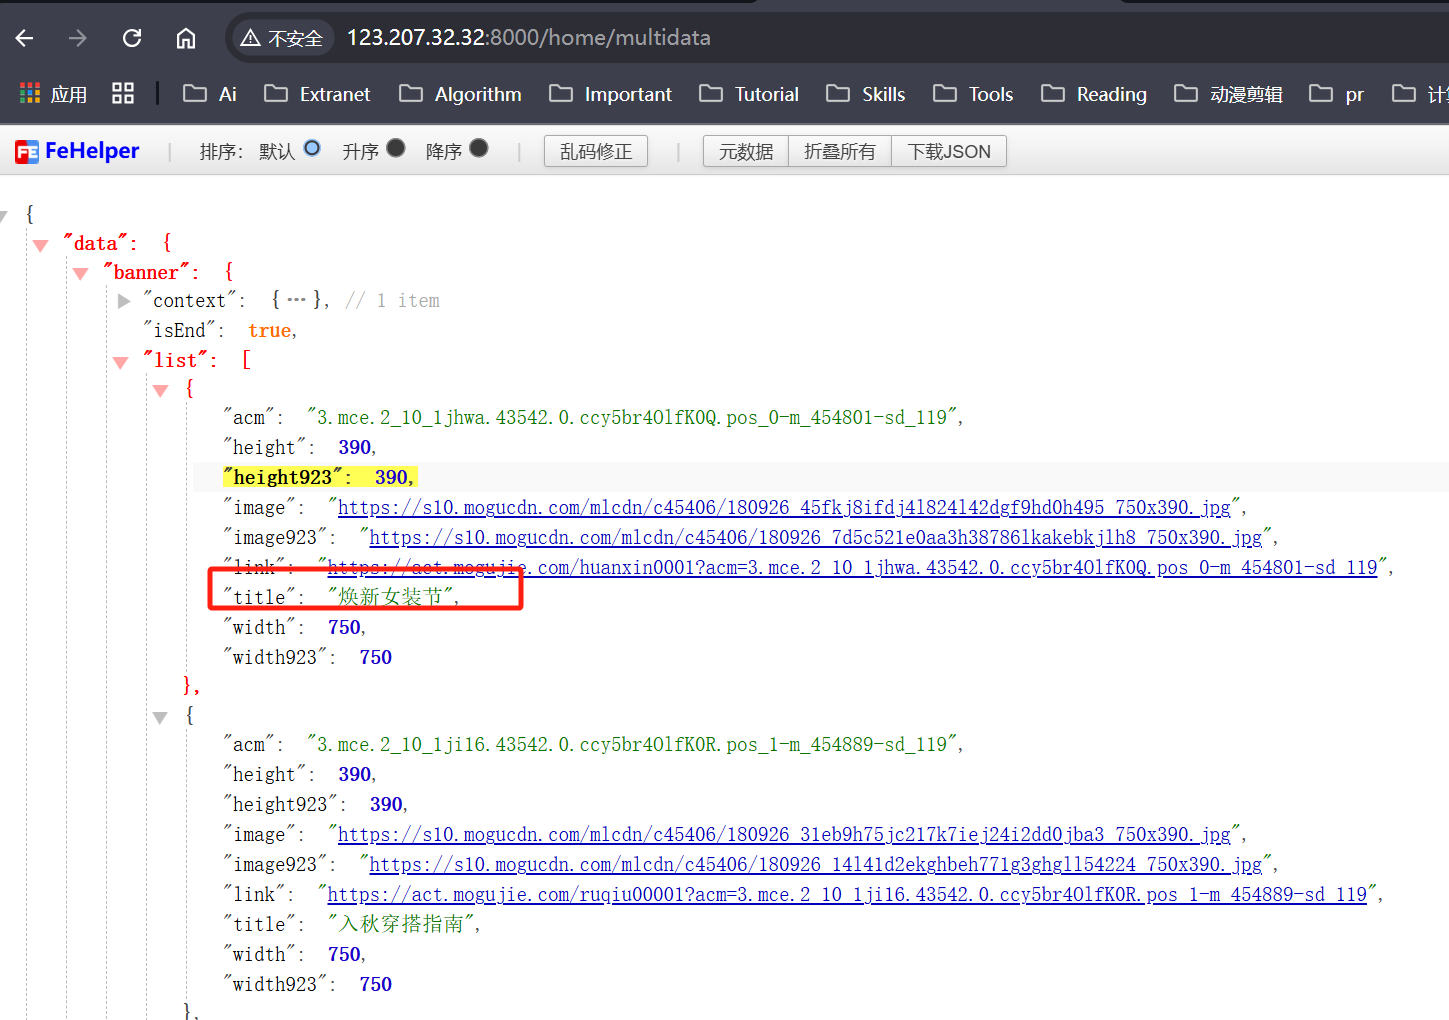 不安全 123.207.32.32:8000/home/multidata
应用 Ai Extranet Algorithm Important Tutorial Skills Tools Reading 动漫剪辑 pr
FeHelper | 排序: 默认 升序 降序 | 乱码修正 | 元数据 折叠所有 下载JSON
{
"data": {
"banner": {
"context": {···}, // 1 item
"isEnd": true,
"list": [
{
"acm": "3.mce.2_10_1jhwa.43542.0.ccy5br4OlfK0Q.pos_0-m_454801-sd_119",
"height": 390,
"height923": 390,
"image": "https://s10.mogucdn.com/mlcdn/c45406/180926_45fkj8ifdj4l824l42dgf9hd0h495_750x390.jpg",
"image923": "https://s10.mogucdn.com/mlcdn/c45406/180926_7d5c521e0aa3h38786lkakebkjlh8_750x390.jpg",
"link": "https://act.mogujie.com/huanxin0001?acm=3.mce.2_10_1jhwa.43542.0.ccy5br4OlfK0Q.pos_0-m_454801-sd_119",
"title": "焕新女装节",
"width": 750,
"width923": 750
},
{
"acm": "3.mce.2_10_1ji16.43542.0.ccy5br4OlfK0R.pos_1-m_454889-sd_119",
"height": 390,
"height923": 390,
"image": "https://s10.mogucdn.com/mlcdn/c45406/180926_31eb9h75jc217k7iej24i2dd0jba3_750x390.jpg",
"image923": "https://s10.mogucdn.com/mlcdn/c45406/180926_14l41d2ekghbeh771g3ghgll54224_750x390.jpg",
"link": "https://act.mogujie.com/ruqiu00001?acm=3.mce.2_10_1ji16.43542.0.ccy5br4OlfK0R.pos_1-m_454889-sd_119",
"title": "入秋穿搭指南",
"width": 750,
"width923": 750
},